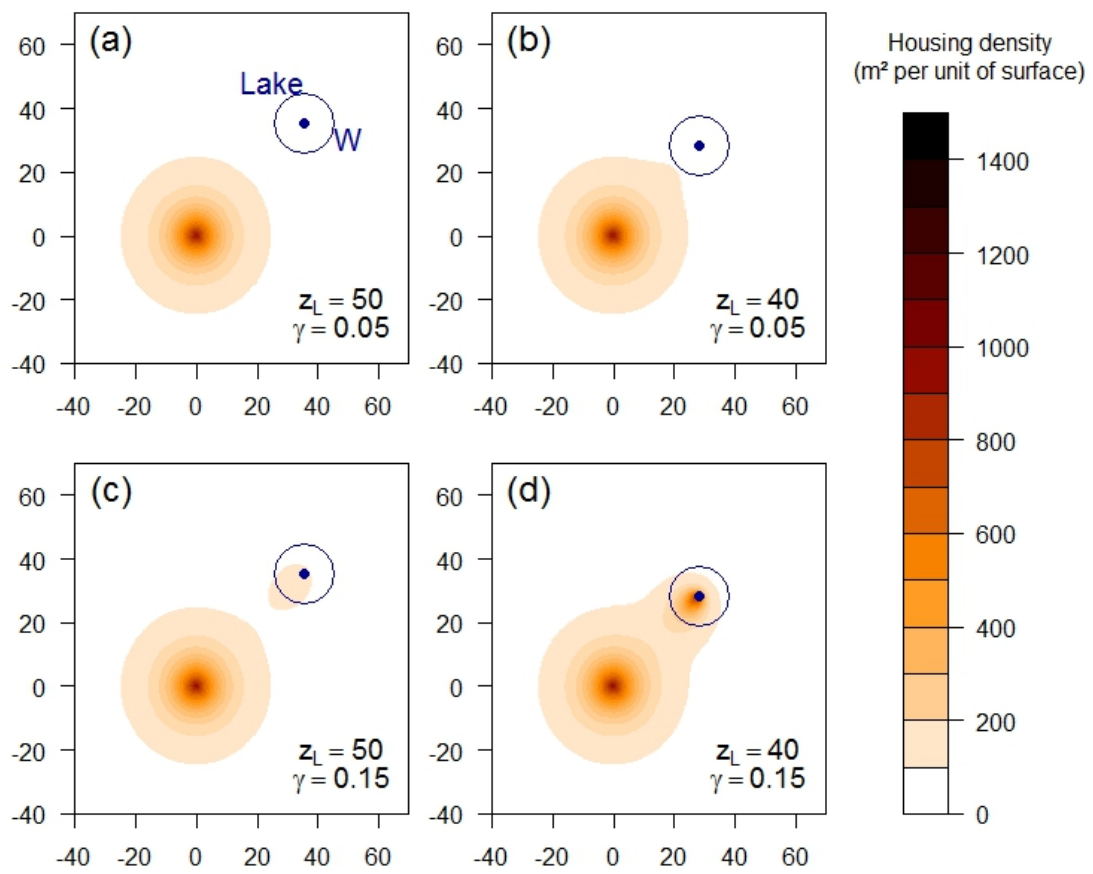 (a)
Lake
W
z_L = 50
γ = 0.05
60
40
20
0
-20
-40
-40 -20 0 20 40 60
(b)
z_L = 40
γ = 0.05
60
40
20
0
-20
-40
-40 -20 0 20 40 60
Housing density
(m² per unit of surface)
1400
1200
1000
800
600
400
200
0
(c)
z_L = 50
γ = 0.15
60
40
20
0
-20
-40
-40 -20 0 20 40 60
(d)
z_L = 40
γ = 0.15
60
40
20
0
-20
-40
-40 -20 0 20 40 60